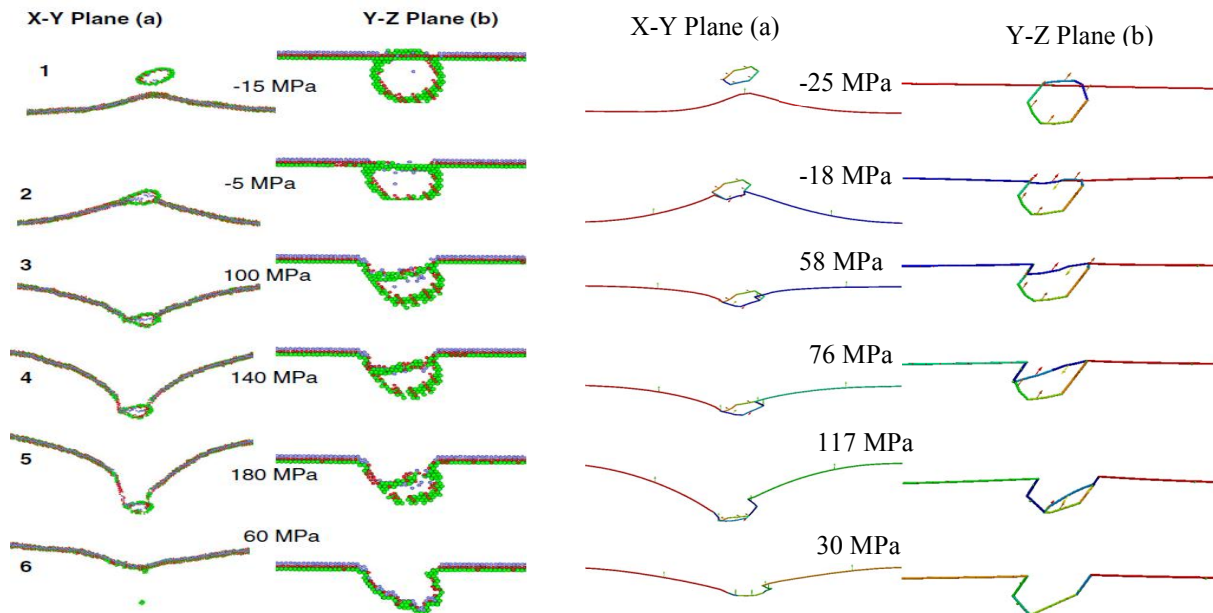 X-Y Plane (a)
Y-Z Plane (b)
1
-15 MPa
2
-5 MPa
3
100 MPa
4
140 MPa
5
180 MPa
60 MPa
6
X-Y Plane (a)
Y-Z Plane (b)
-25 MPa
-18 MPa
58 MPa
76 MPa
117 MPa
30 MPa